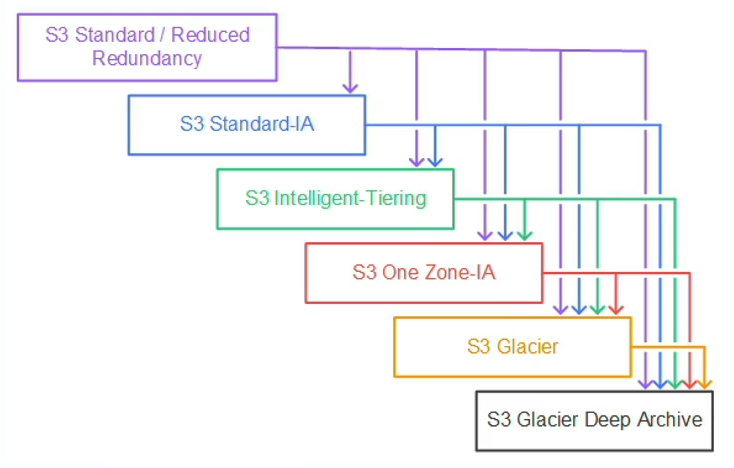 S3 Standard / Reduced
Redundancy
S3 Standard-IA
S3 Intelligent-Tiering
S3 One Zone-IA
S3 Glacier
S3 Glacier Deep Archive